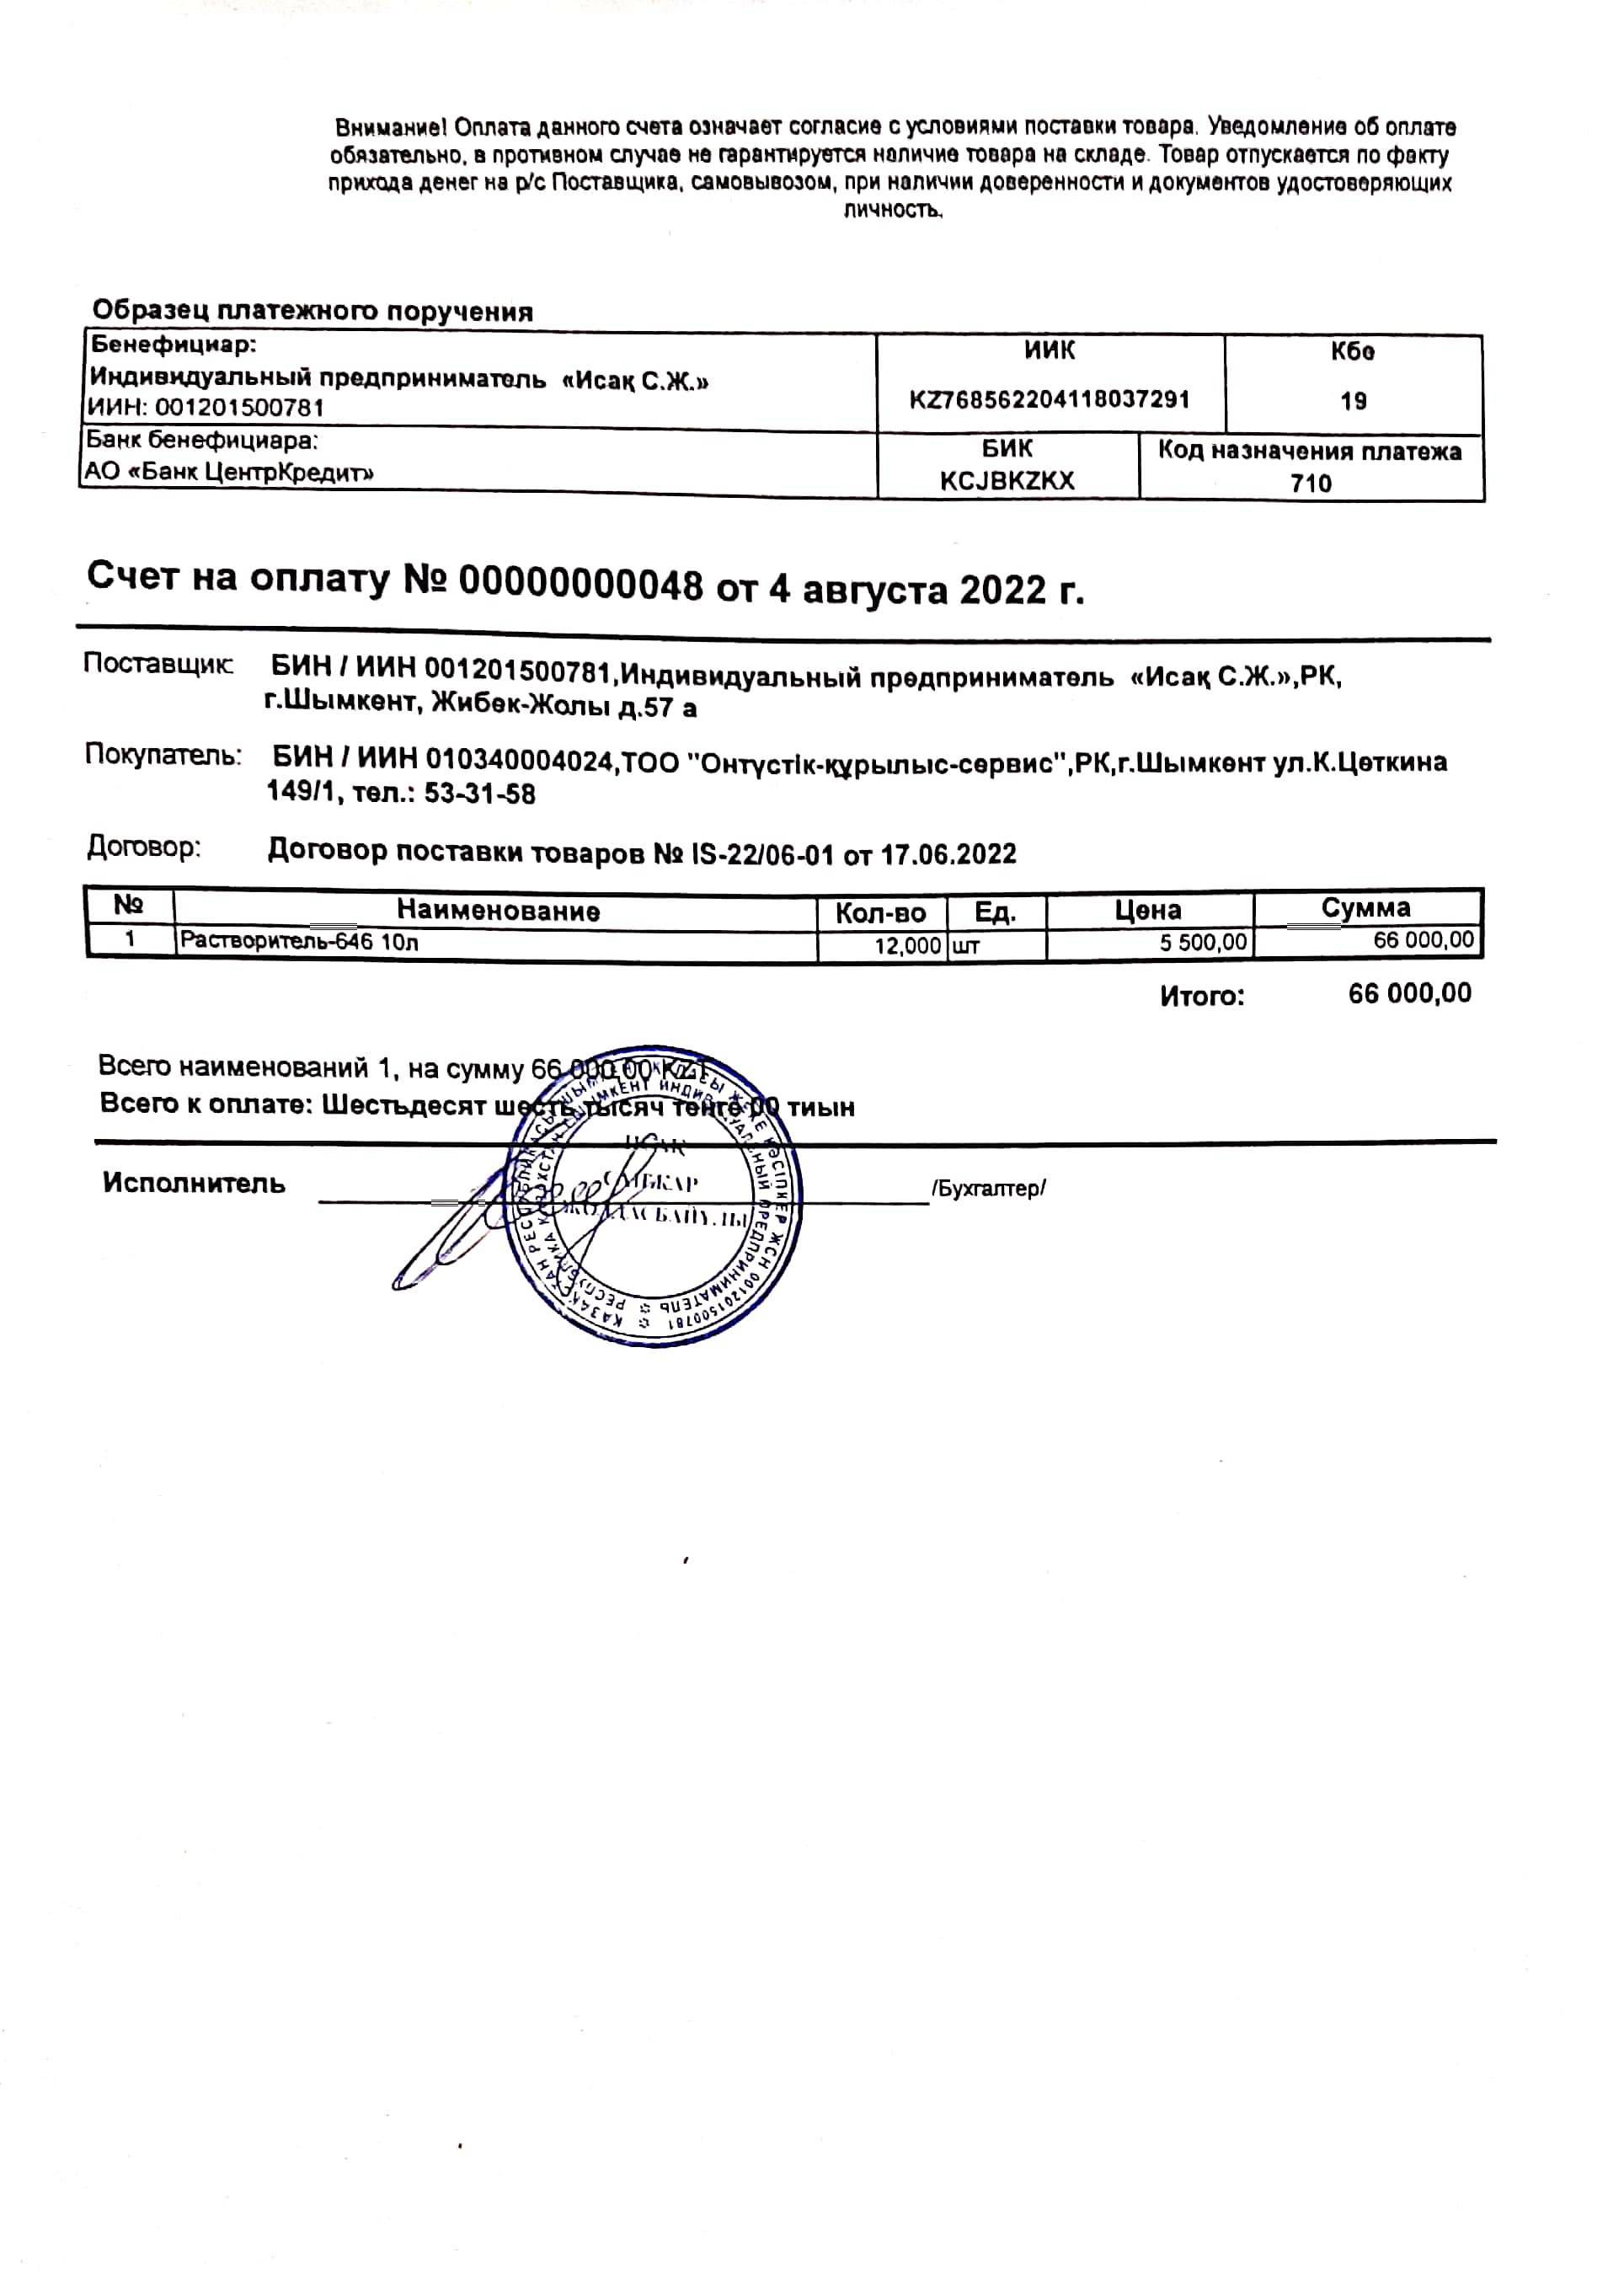 Внимание! Оплата данного счета означает согласие с условиями поставки товара. Уведомление об оплате
обязательно, в противном случае не гарантируется наличие товара на складе. Товар отпускается по факту
прихода денег на р/с Поставщика, самовывозом, при наличии доверенности и документов удостоверяющих
личность.
Образец платежного поручения
Бенефициар:
Индивидуальный предприниматель «Исақ С.Ж.»
ИИН: 001201500781
ИИК
KZ768562204118037291
Кбе
19
Банк бенефициара:
АО «Банк ЦентрКредит»
БИК
KCJBKZKX
Код назначения платежа
710
Счет на оплату № 00000000048 от 4 августа 2022 г.
Поставщик: БИН / ИИН 001201500781,Индивидуальный предприниматель «Исақ С.Ж.»,РК,
г.Шымкент, Жибек-Жолы д.57 а
Покупатель: БИН / ИИН 010340004024,ТОО "Онтүстік-құрылыс-сервис",РК,г.Шымкент ул.К.Цеткина
149/1, тел.: 53-31-58
Договор: Договор поставки товаров № IS-22/06-01 от 17.06.2022
№ Наименование Кол-во Ед. Цена Сумма
1 Растворитель-646 10л 12,000 шт 5 500,00 66 000,00
Итого: 66 000,00
Всего наименований 1, на сумму 66 000,00 KZT
Всего к оплате: Шестьдесят шесть тысяч тенге 00 тиын
Исполнитель /Бухгалтер/
ИСАҚ
ЖОЛДАСБАЙҰЛЫ
ЖЕКЕ КӘСІПКЕР ЖСН 001201500781
ИНДИВИДУАЛЬНЫЙ ПРЕДПРИНИМАТЕЛЬ